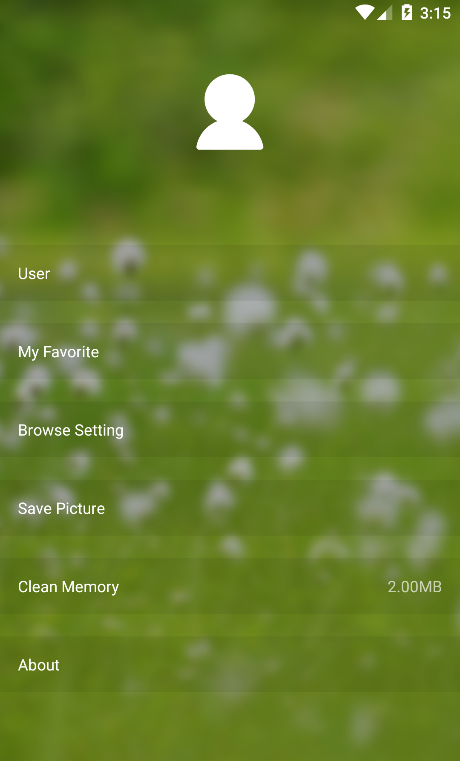 3:15
User
My Favorite
Browse Setting
Save Picture
Clean Memory 2.00MB
About